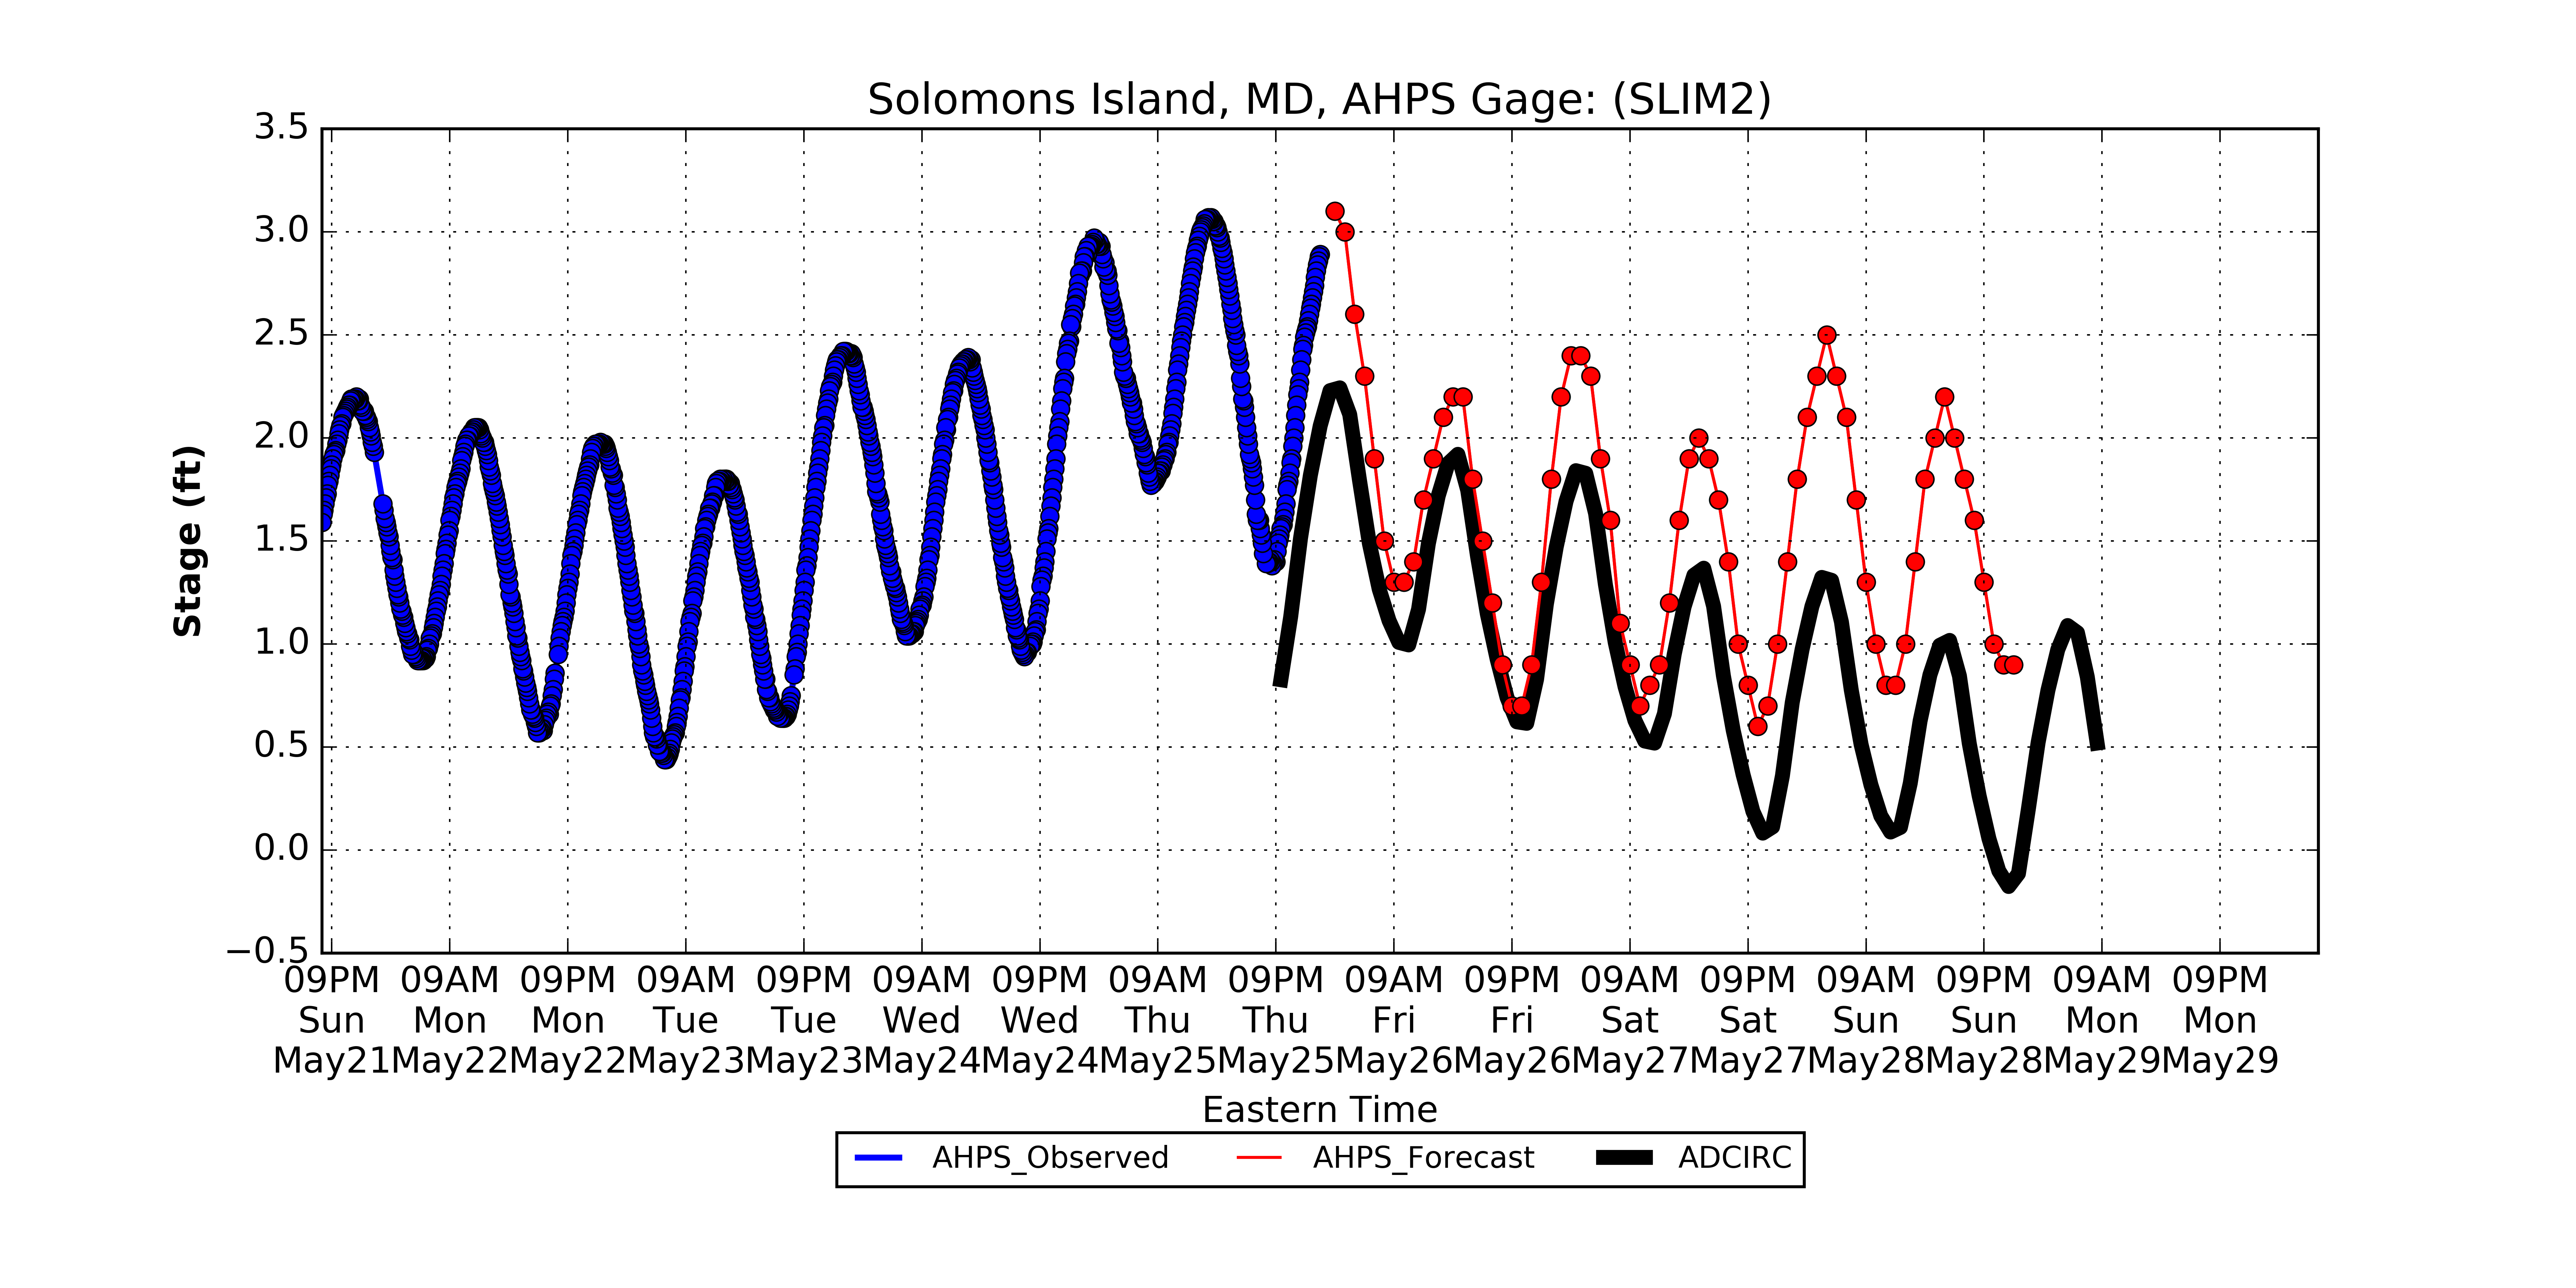 Solomons Island, MD, AHPS Gage: (SLIM2)
Stage (ft)
3.5
3.0
2.5
2.0
1.5
1.0
0.5
0.0
−0.5
09PM 09AM 09PM 09AM 09PM 09AM 09PM 09AM 09PM 09AM 09PM 09AM 09PM 09AM 09PM 09AM 09PM
Sun Mon Mon Tue Tue Wed Wed Thu Thu Fri Fri Sat Sat Sun Sun Mon Mon
May21 May22 May22 May23 May23 May24 May24 May25 May25 May26 May26 May27 May27 May28 May28 May29 May29
Eastern Time
AHPS_Observed AHPS_Forecast ADCIRC